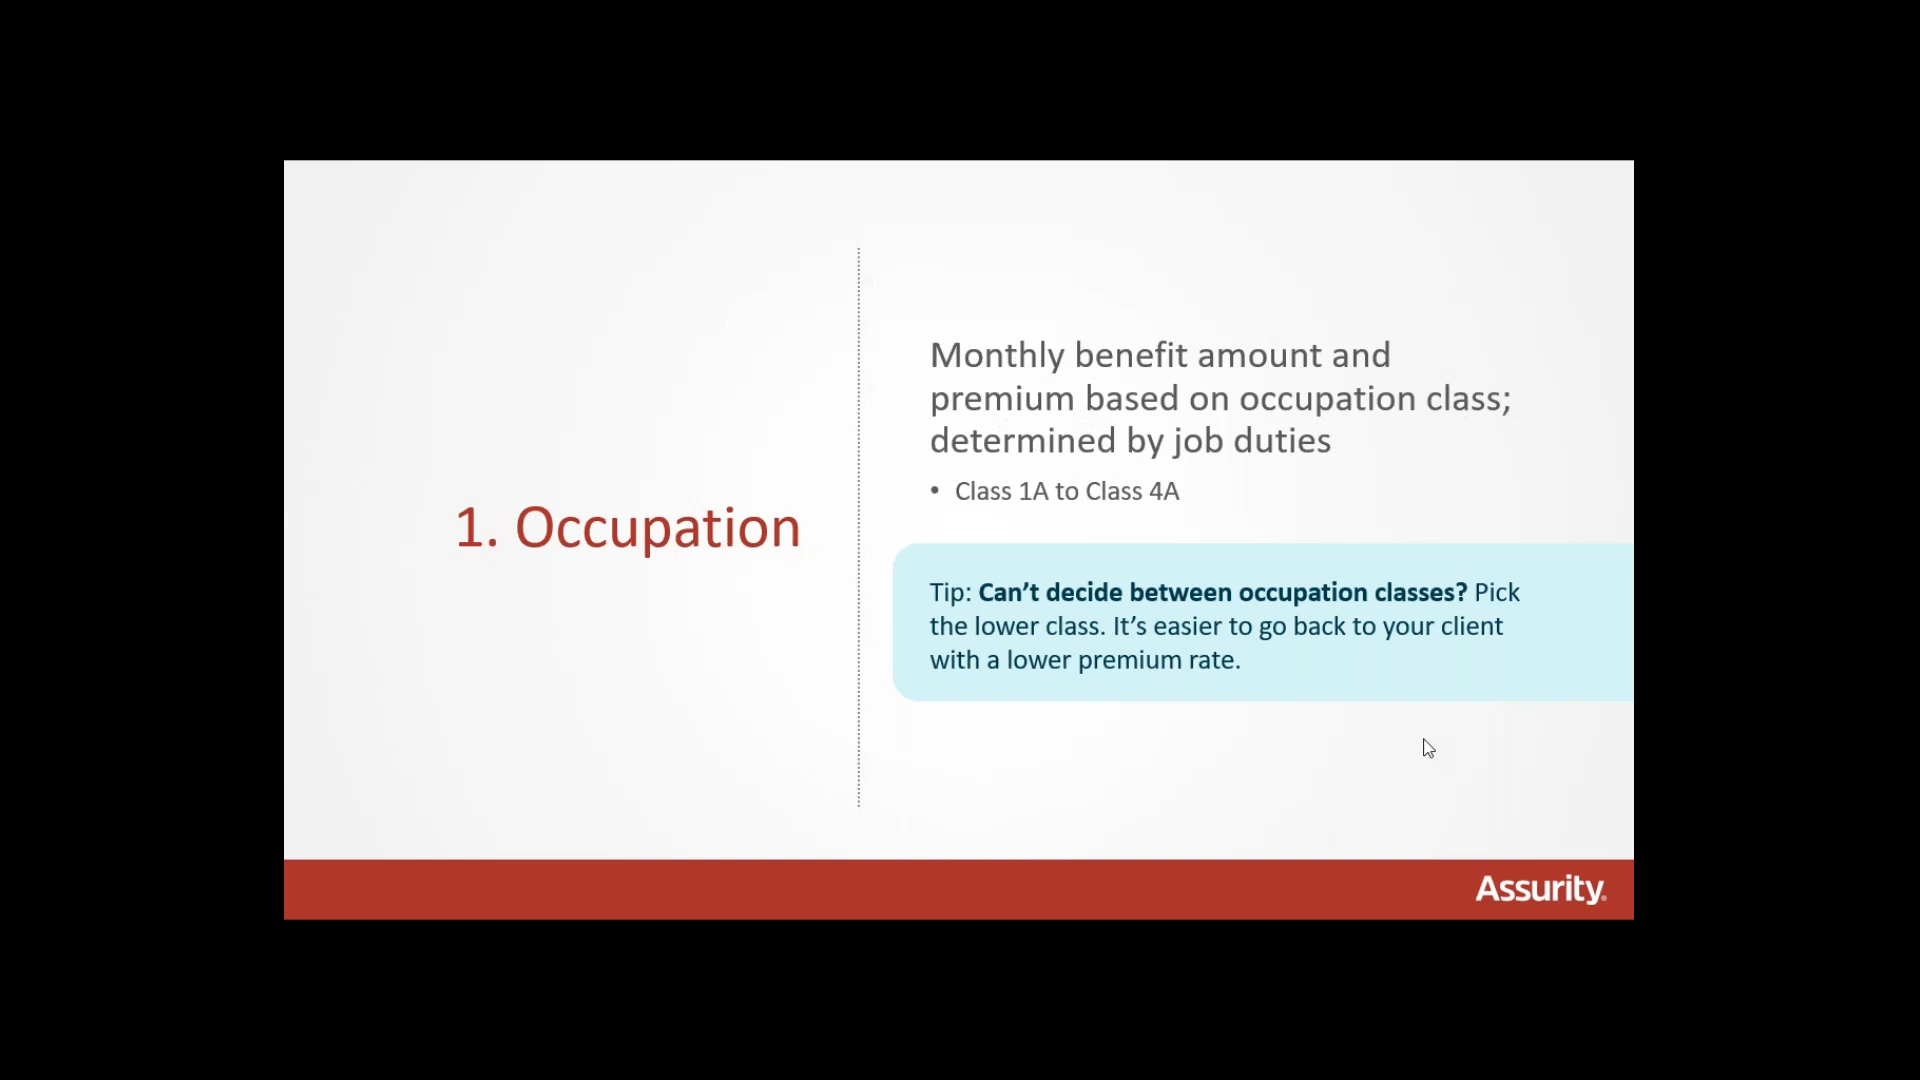 1. Occupation
Monthly benefit amount and
premium based on occupation class;
determined by job duties
• Class 1A to Class 4A
Tip: Can’t decide between occupation classes? Pick
the lower class. It’s easier to go back to your client
with a lower premium rate.
Assurity®